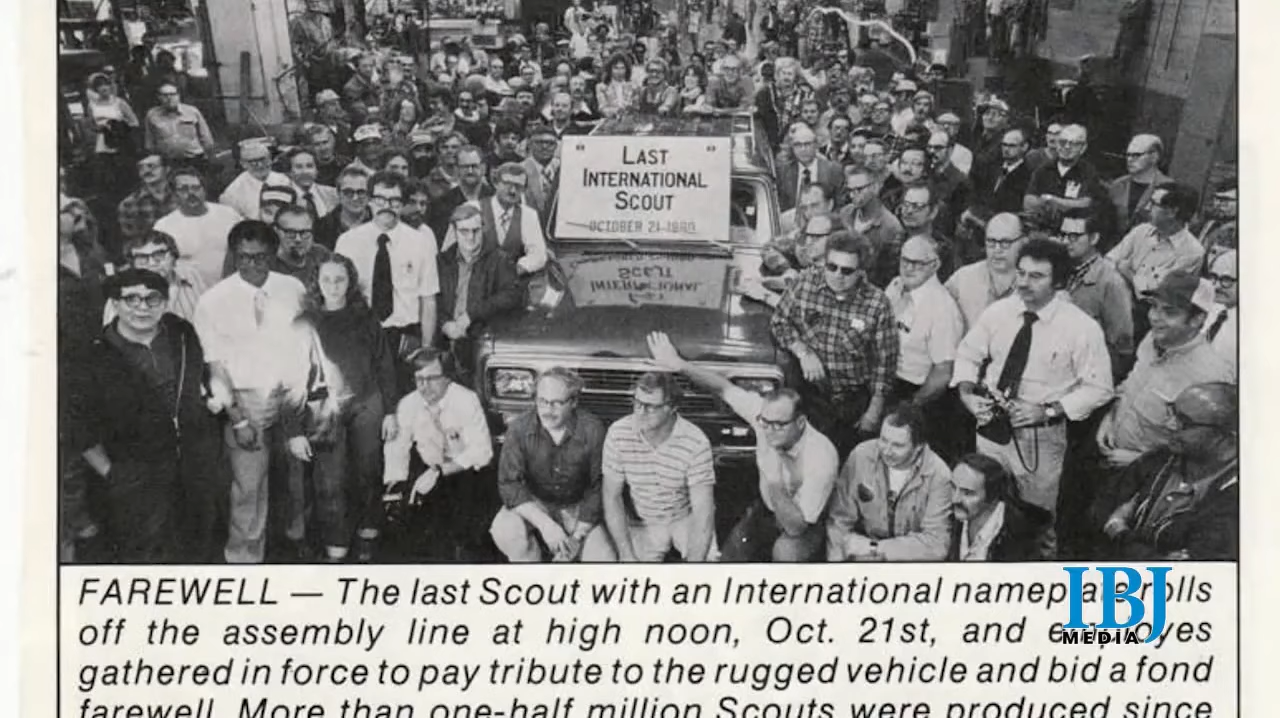 " LAST "
INTERNATIONAL
SCOUT
OCTOBER 21-1980
FAREWELL — The last Scout with an International nameplate rolls
off the assembly line at high noon, Oct. 21st, and employes
gathered in force to pay tribute to the rugged vehicle and bid a fond
farewell. More than one-half million Scouts were produced since
IBJ
MEDIA